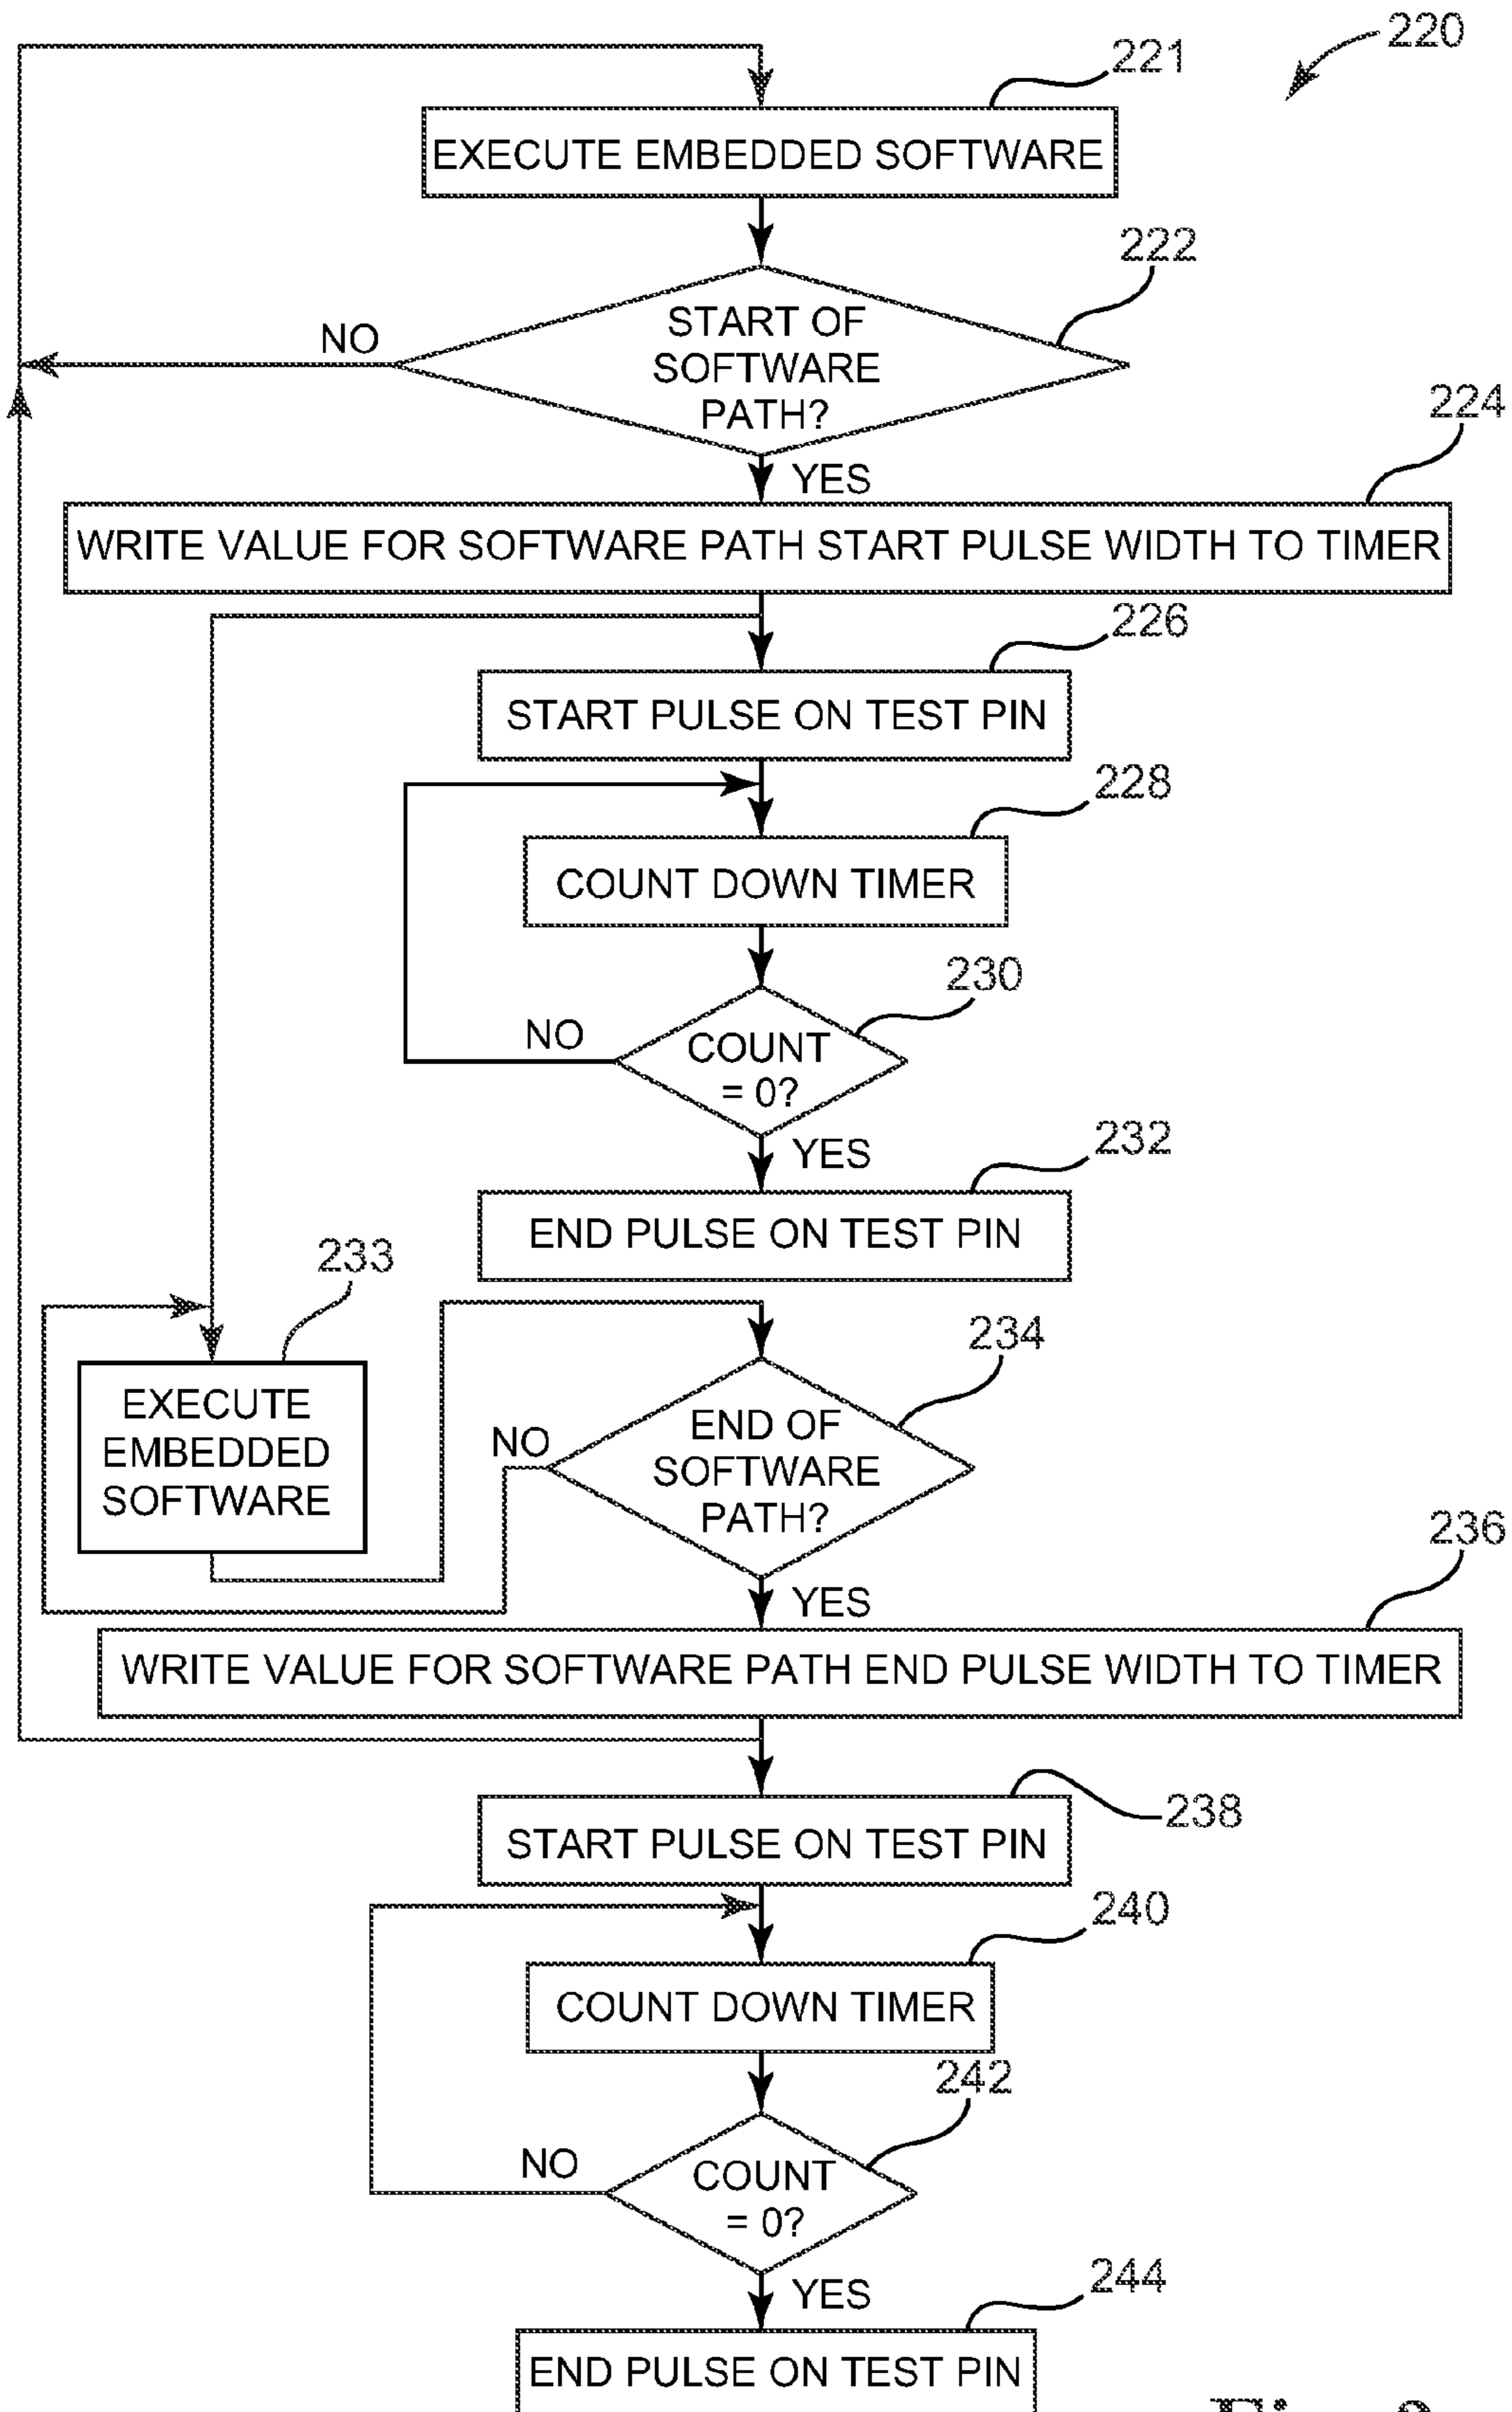 220
221
EXECUTE EMBEDDED SOFTWARE
222
START OF
SOFTWARE
PATH?
NO
YES
224
WRITE VALUE FOR SOFTWARE PATH START PULSE WIDTH TO TIMER
226
START PULSE ON TEST PIN
228
COUNT DOWN TIMER
230
COUNT
= 0?
NO
YES
232
END PULSE ON TEST PIN
233
EXECUTE
EMBEDDED
SOFTWARE
234
END OF
SOFTWARE
PATH?
NO
YES
236
WRITE VALUE FOR SOFTWARE PATH END PULSE WIDTH TO TIMER
238
START PULSE ON TEST PIN
240
COUNT DOWN TIMER
242
COUNT
= 0?
NO
YES
244
END PULSE ON TEST PIN